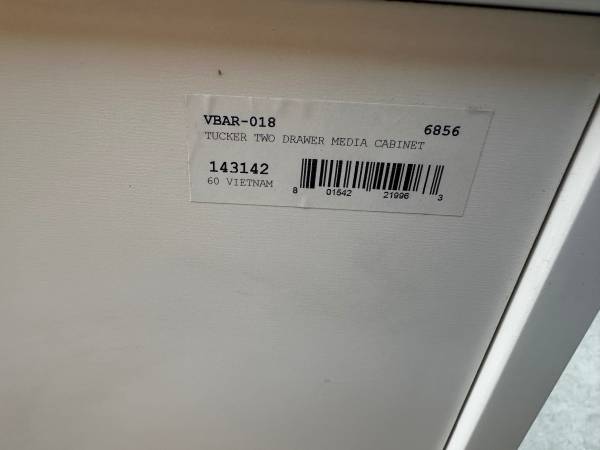 VBAR-018 6856
TUCKER TWO DRAWER MEDIA CABINET
143142
60 VIETNAM
8 01542 21996 3